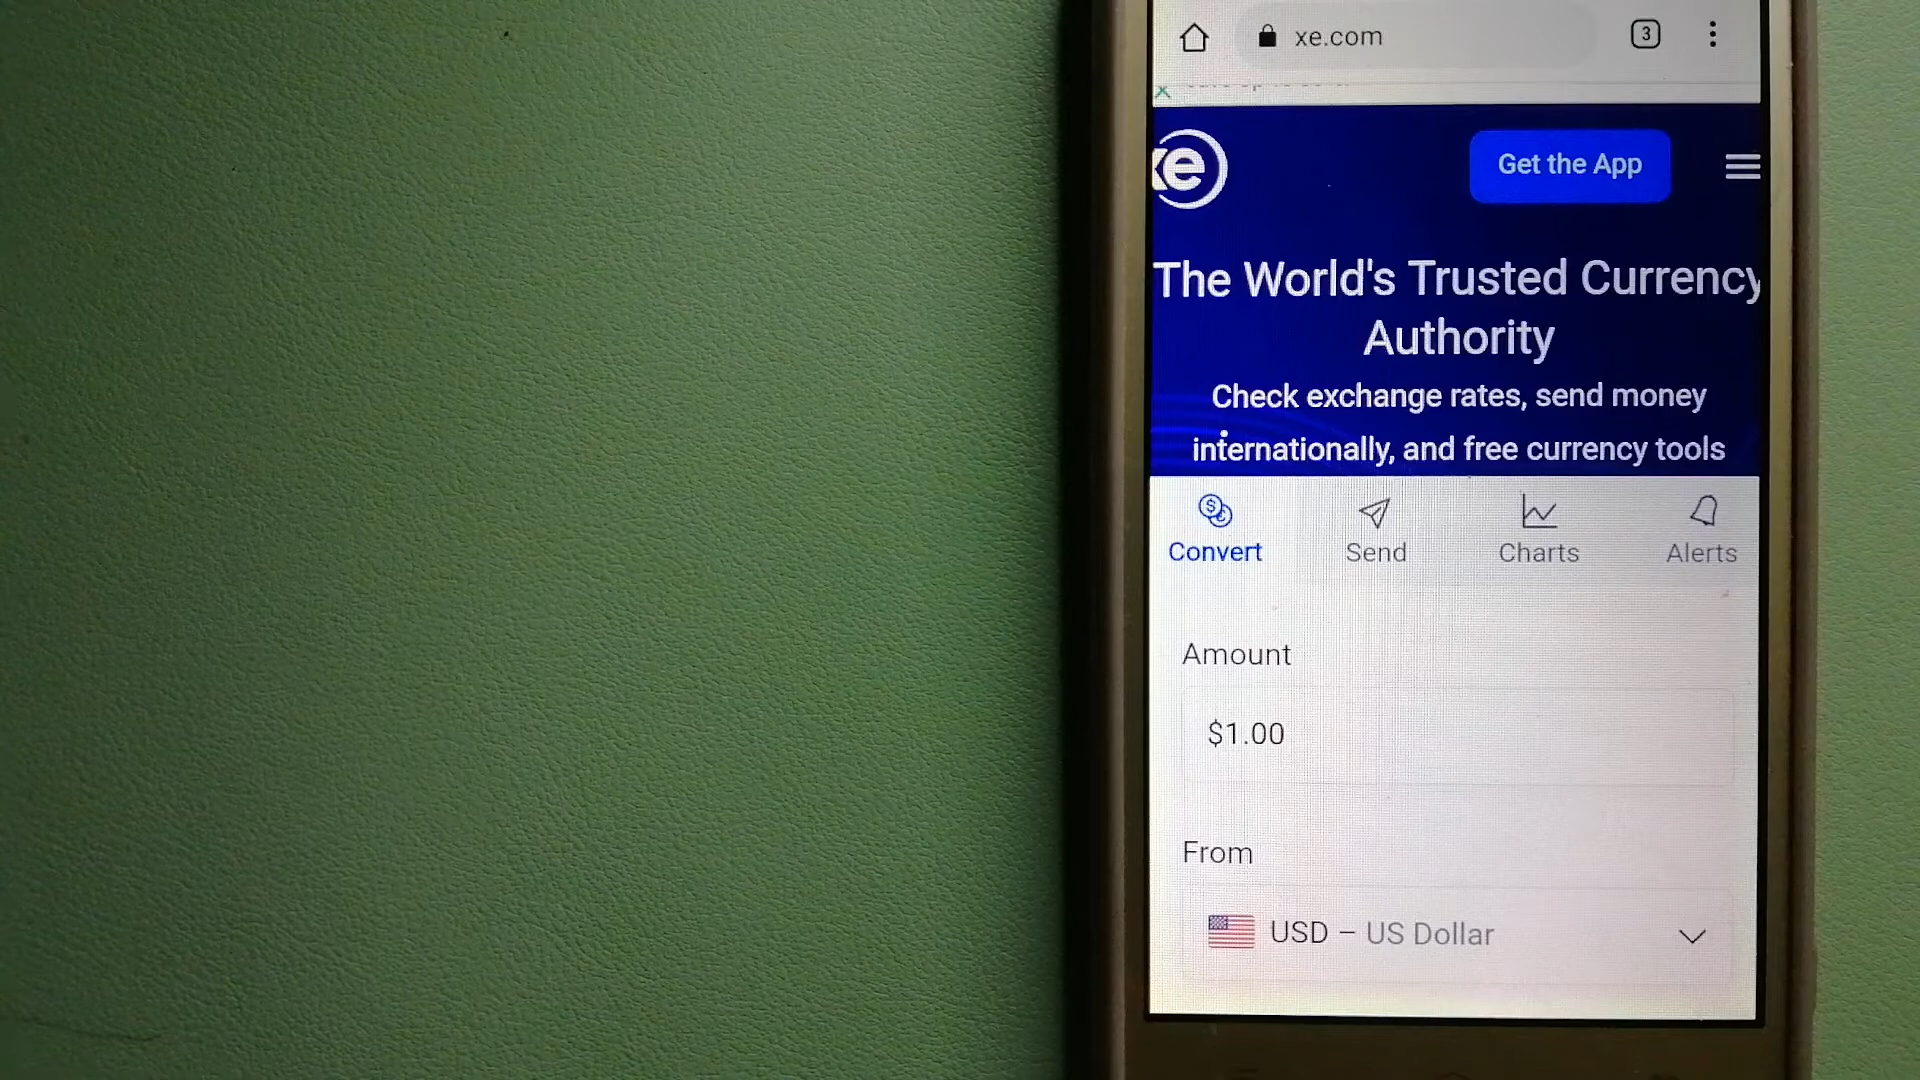 xe.com
3
xe
Get the App
The World's Trusted Currency
Authority
Check exchange rates, send money
internationally, and free currency tools
Convert
Send
Charts
Alerts
Amount
$1.00
From
USD – US Dollar